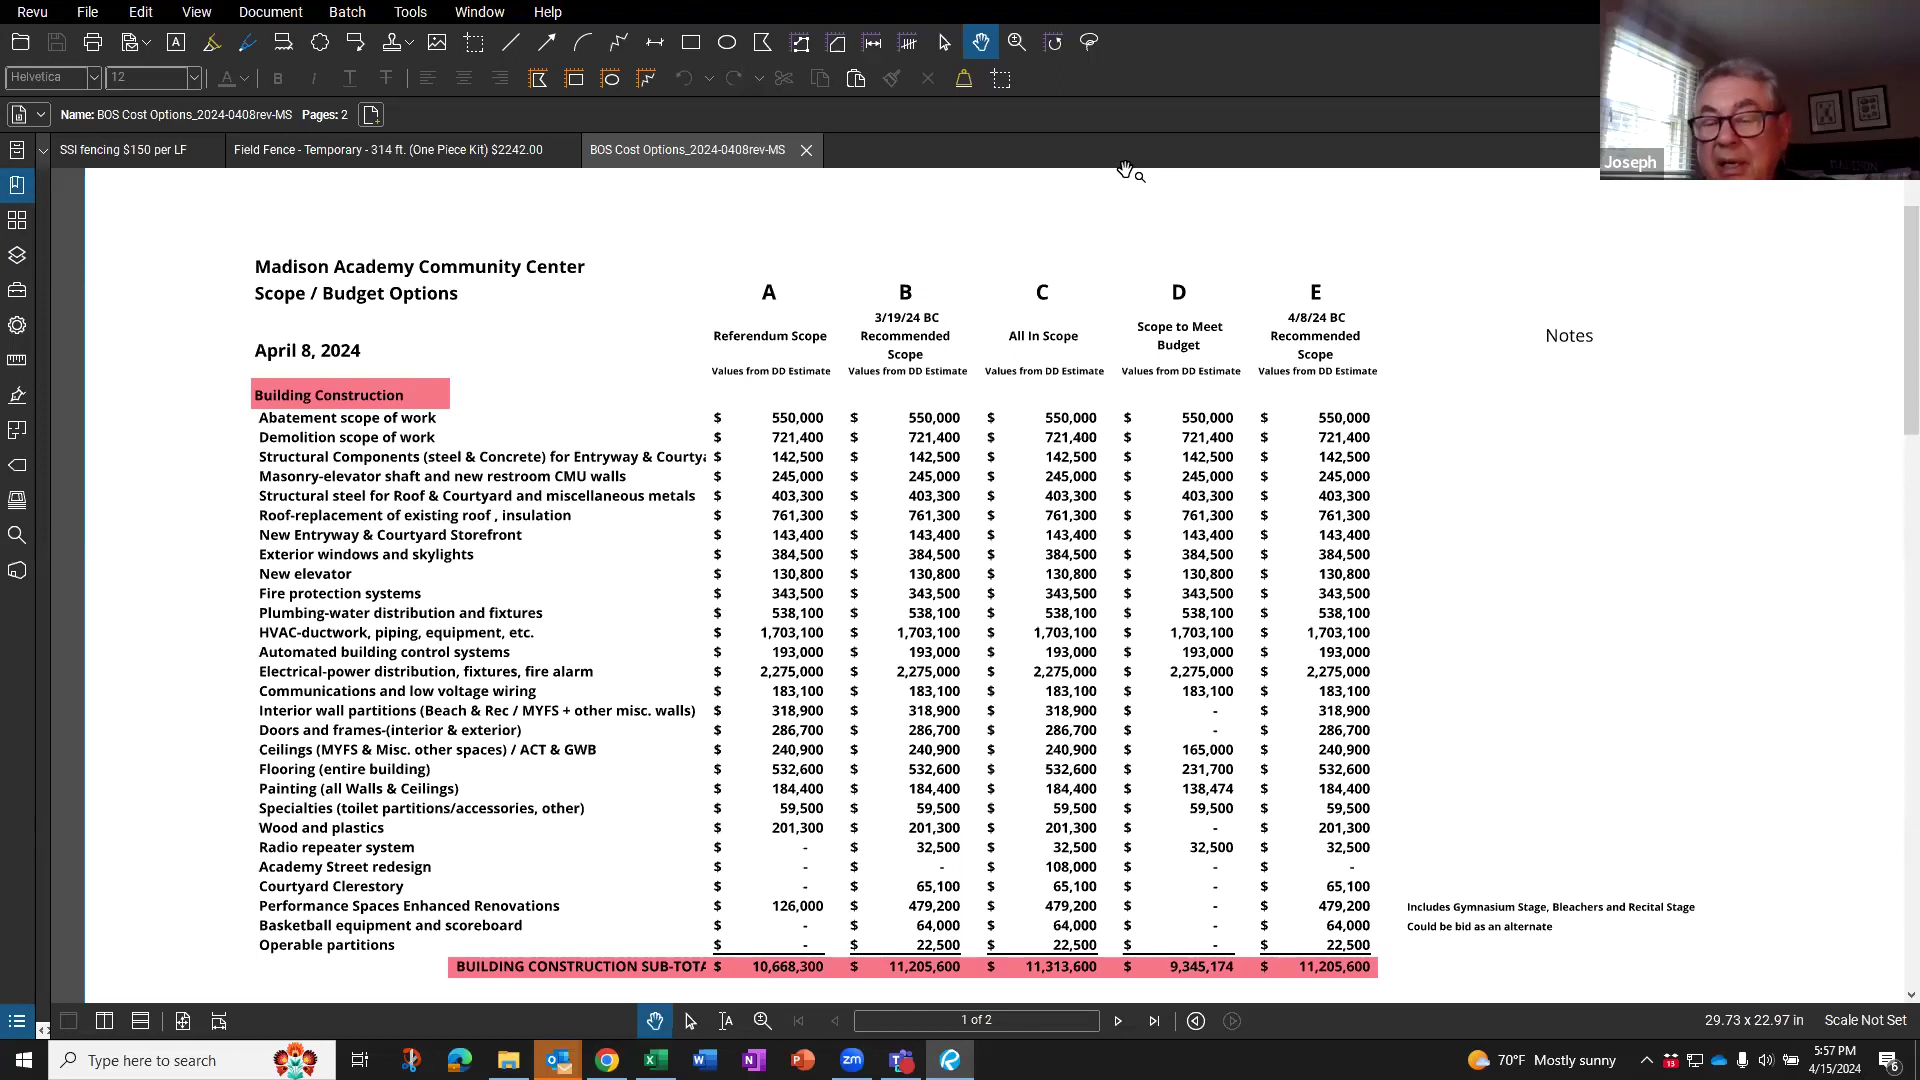 Revu File Edit View Document Batch Tools Window Help
Helvetica 12
Name: BOS Cost Options_2024-0408rev-MS Pages: 2
SSI fencing $150 per LF Field Fence - Temporary - 314 ft. (One Piece Kit) $2242.00 BOS Cost Options_2024-0408rev-MS
Joseph
Madison Academy Community Center
Scope / Budget Options
A B C D E
Referendum Scope 3/19/24 BC Recommended Scope All In Scope Scope to Meet Budget 4/8/24 BC Recommended Scope Notes
April 8, 2024
Values from DD Estimate Values from DD Estimate Values from DD Estimate Values from DD Estimate Values from DD Estimate
Building Construction
Abatement scope of work $ 550,000 $ 550,000 $ 550,000 $ 550,000 $ 550,000
Demolition scope of work $ 721,400 $ 721,400 $ 721,400 $ 721,400 $ 721,400
Structural Components (steel & Concrete) for Entryway & Courtya $ 142,500 $ 142,500 $ 142,500 $ 142,500 $ 142,500
Masonry-elevator shaft and new restroom CMU walls $ 245,000 $ 245,000 $ 245,000 $ 245,000 $ 245,000
Structural steel for Roof & Courtyard and miscellaneous metals $ 403,300 $ 403,300 $ 403,300 $ 403,300 $ 403,300
Roof-replacement of existing roof , insulation $ 761,300 $ 761,300 $ 761,300 $ 761,300 $ 761,300
New Entryway & Courtyard Storefront $ 143,400 $ 143,400 $ 143,400 $ 143,400 $ 143,400
Exterior windows and skylights $ 384,500 $ 384,500 $ 384,500 $ 384,500 $ 384,500
New elevator $ 130,800 $ 130,800 $ 130,800 $ 130,800 $ 130,800
Fire protection systems $ 343,500 $ 343,500 $ 343,500 $ 343,500 $ 343,500
Plumbing-water distribution and fixtures $ 538,100 $ 538,100 $ 538,100 $ 538,100 $ 538,100
HVAC-ductwork, piping, equipment, etc. $ 1,703,100 $ 1,703,100 $ 1,703,100 $ 1,703,100 $ 1,703,100
Automated building control systems $ 193,000 $ 193,000 $ 193,000 $ 193,000 $ 193,000
Electrical-power distribution, fixtures, fire alarm $ 2,275,000 $ 2,275,000 $ 2,275,000 $ 2,275,000 $ 2,275,000
Communications and low voltage wiring $ 183,100 $ 183,100 $ 183,100 $ 183,100 $ 183,100
Interior wall partitions (Beach & Rec / MYFS + other misc. walls) $ 318,900 $ 318,900 $ 318,900 $ - $ 318,900
Doors and frames-(interior & exterior) $ 286,700 $ 286,700 $ 286,700 $ - $ 286,700
Ceilings (MYFS & Misc. other spaces) / ACT & GWB $ 240,900 $ 240,900 $ 240,900 $ 165,000 $ 240,900
Flooring (entire building) $ 532,600 $ 532,600 $ 532,600 $ 231,700 $ 532,600
Painting (all Walls & Ceilings) $ 184,400 $ 184,400 $ 184,400 $ 138,474 $ 184,400
Specialties (toilet partitions/accessories, other) $ 59,500 $ 59,500 $ 59,500 $ 59,500 $ 59,500
Wood and plastics $ 201,300 $ 201,300 $ 201,300 $ - $ 201,300
Radio repeater system $ - $ 32,500 $ 32,500 $ 32,500 $ 32,500
Academy Street redesign $ - $ - $ 108,000 $ - $ -
Courtyard Clerestory $ - $ 65,100 $ 65,100 $ - $ 65,100
Performance Spaces Enhanced Renovations $ 126,000 $ 479,200 $ 479,200 $ - $ 479,200 Includes Gymnasium Stage, Bleachers and Recital Stage
Basketball equipment and scoreboard $ - $ 64,000 $ 64,000 $ - $ 64,000 Could be bid as an alternate
Operable partitions $ - $ 22,500 $ 22,500 $ - $ 22,500
BUILDING CONSTRUCTION SUB-TOTA $ 10,668,300 $ 11,205,600 $ 11,313,600 $ 9,345,174 $ 11,205,600
1 of 2 29.73 x 22.97 in Scale Not Set
Type here to search 70°F Mostly sunny 5:57 PM
4/15/2024